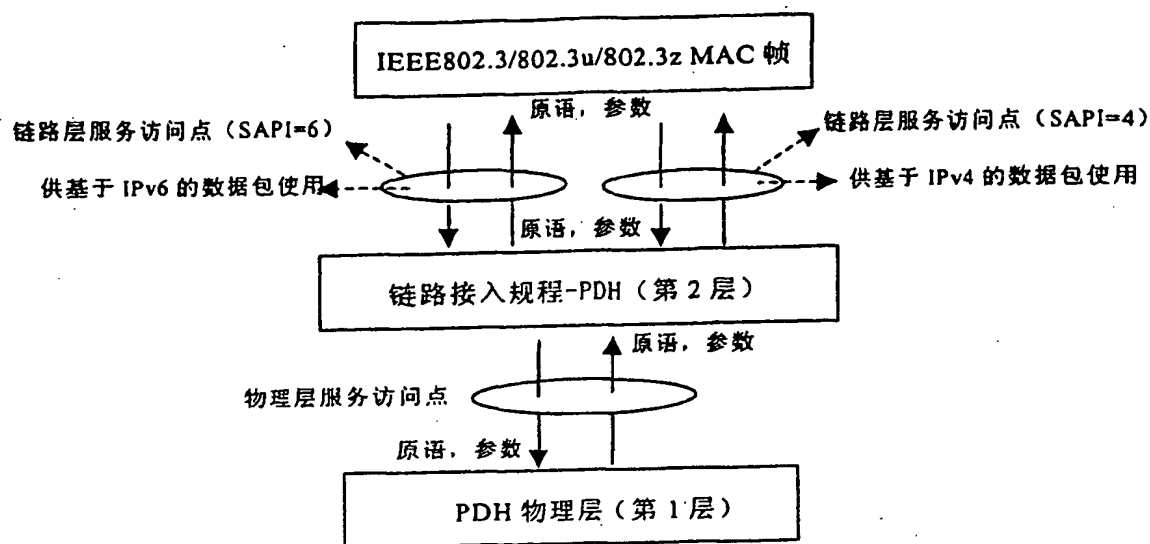 IEEE802.3/802.3u/802.3z MAC 帧
原语，参数
链路层服务访问点（SAPI=6）
链路层服务访问点（SAPI=4）
供基于 IPv6 的数据包使用
供基于 IPv4 的数据包使用
原语，参数
链路接入规程-PDH（第 2 层）
原语，参数
物理层服务访问点
原语，参数
PDH 物理层（第 1 层）